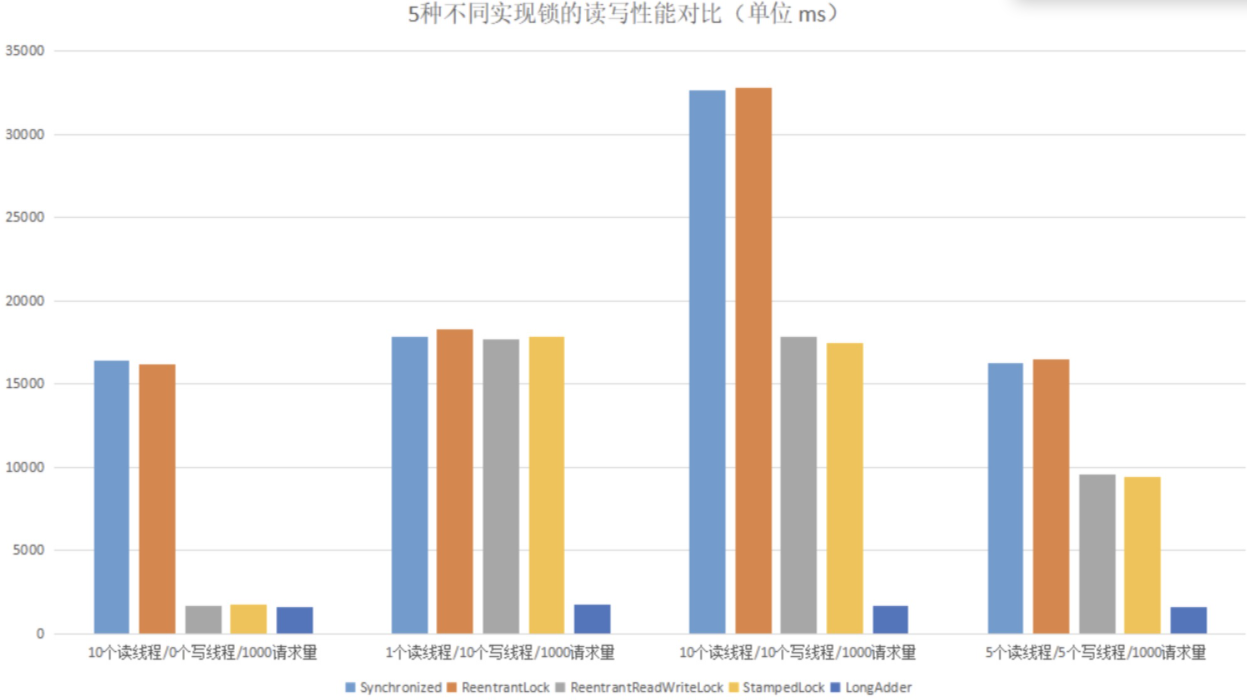 5种不同实现锁的读写性能对比（单位 ms）
35000
30000
25000
20000
15000
10000
5000
0
10个读线程/0个写线程/1000请求量
1个读线程/10个写线程/1000请求量
10个读线程/10个写线程/1000请求量
5个读线程/5个写线程/1000请求量
Synchronized ReentrantLock ReentrantReadWriteLock StampedLock LongAdder